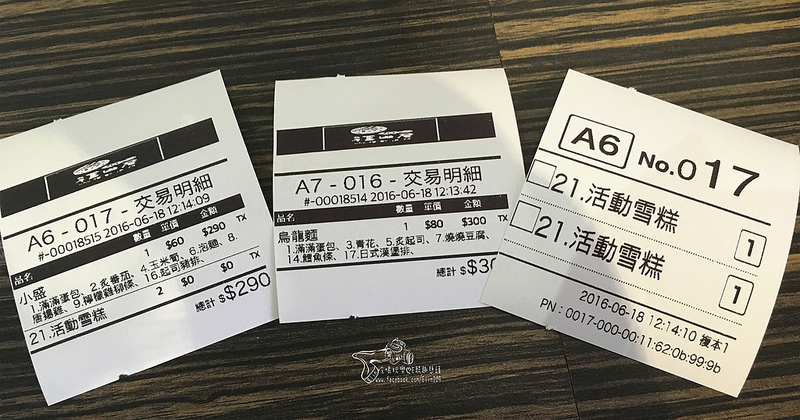 A6 - 017 - 交易明細
#-00018515 2016-06-18 12:14:09
品名 數量 單價 金額 TX
小盛 1 $60 $290
1.滿滿蛋包、2.炙番茄、4.玉米筍、6.泡麵、8.
唐揚雞、9.檸檬雞柳條、16.起司豬排、
21.活動雪糕 2 $0 $0 TX
總計 $$290
A7 - 016 - 交易明細
#-00018514 2016-06-18 12:13:42
品名 數量 單價 金額
烏龍麵 1 $80 $300 TX
1.滿滿蛋包、3.青花、5.炙起司、7.燒燒豆腐、
14.鱈魚條、17.日式漢堡排、
總計 $$30
A6 No.017
21.活動雪糕 1
21.活動雪糕 1
2016-06-18 12:14:10 複本1
PN : 0017-000-00:11:62:0b:99:9b